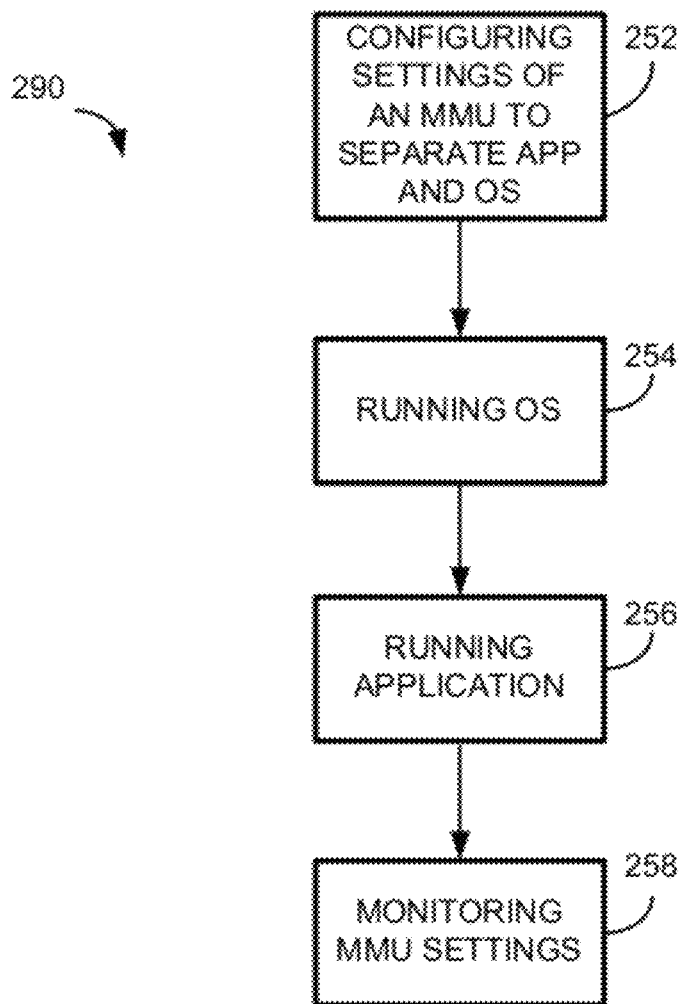 290
CONFIGURING
SETTINGS OF
AN MMU TO
SEPARATE APP
AND OS
252
RUNNING OS
254
RUNNING
APPLICATION
256
MONITORING
MMU SETTINGS
258